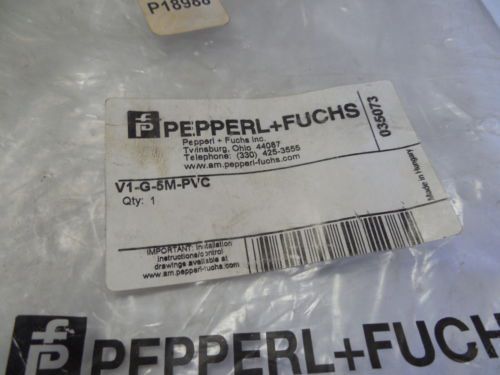 P18988
PEPPERL+FUCHS
Pepperl + Fuchs Inc.
Twinsburg, Ohio 44087
Telephone: (330) 425-3555
www.am.pepperl-fuchs.com
035073
V1-G-5M-PVC
Qty: 1
Made in Hungary
IMPORTANT: Installation
instructions/control
drawings available at
www.am.pepperl-fuchs.com
PEPPERL+FUCHS